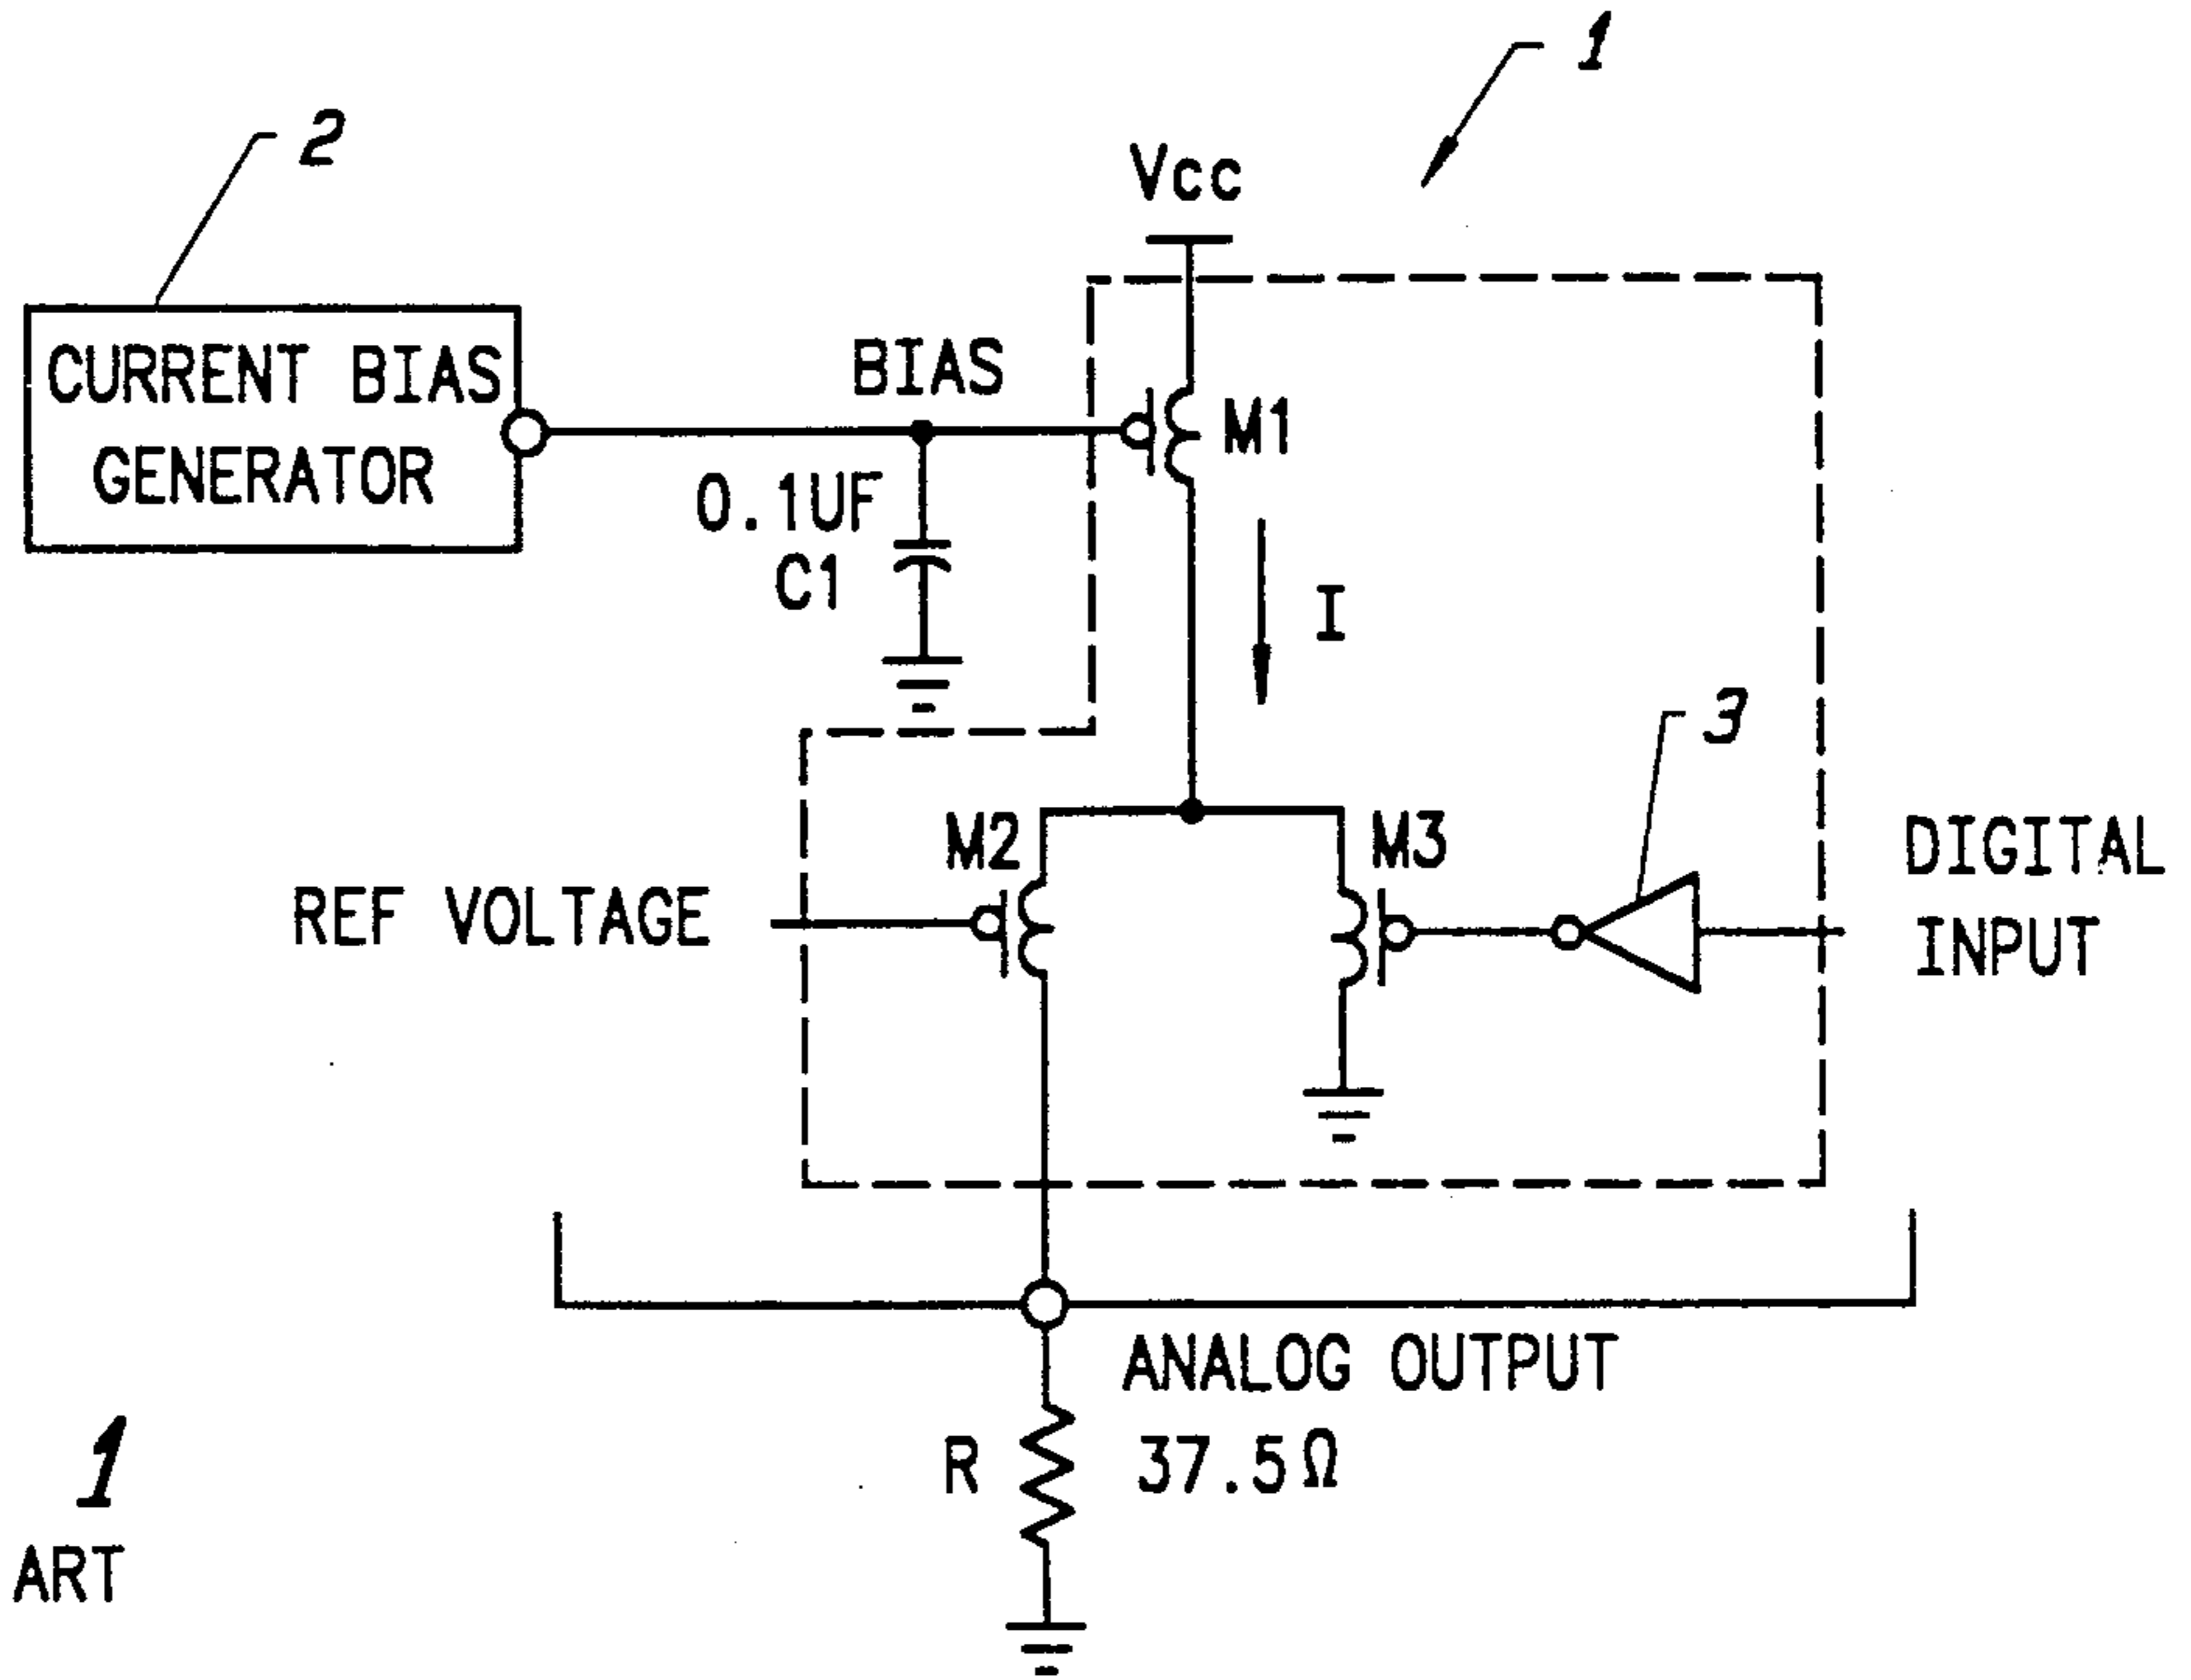 1
2
Vcc
CURRENT BIAS
GENERATOR
BIAS
M1
0.1UF
C1
I
3
M2
M3
REF VOLTAGE
DIGITAL
INPUT
ANALOG OUTPUT
R
37.5Ω
1
ART